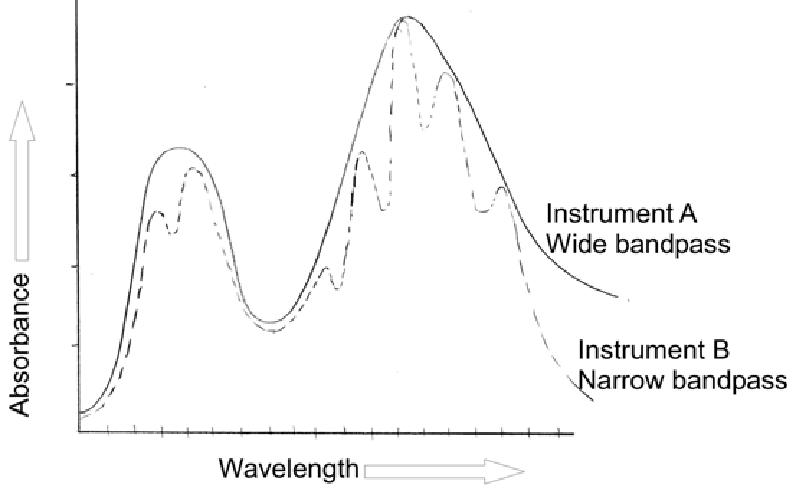 Absorbance
Instrument A
Wide bandpass
Instrument B
Narrow bandpass
Wavelength